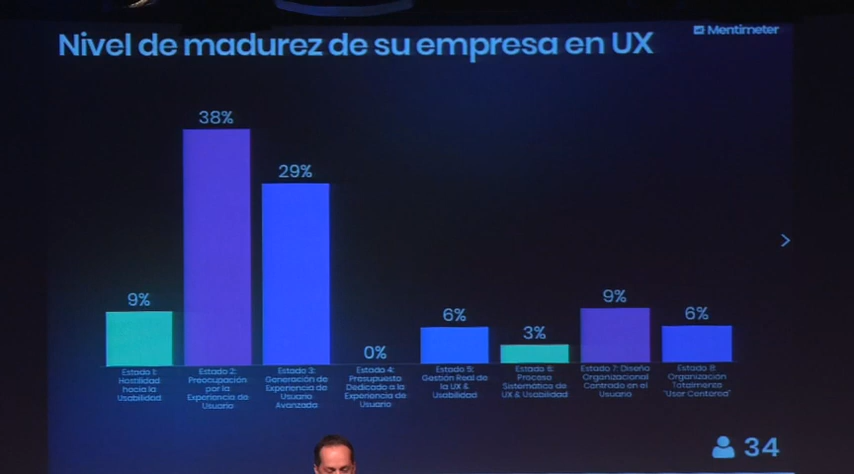 Nivel de madurez de su empresa en UX
Mentimeter
38%
29%
9%
0%
6%
3%
9%
6%
Estado 1:
Hostilidad
hacia la
Usabilidad
Estado 2:
Preocupación
por la
Experiencia de
Usuario
Estado 3:
Generación de
Experiencia de
Usuario
Avanzada
Estado 4:
Presupuesto
Dedicado a la
Experiencia de
Usuario
Estado 5:
Gestión Real de
la UX &
Usabilidad
Estado 6:
Proceso
Sistemático de
UX & Usabilidad
Estado 7: Diseño
Organizacional
Centrado en el
Usuario
Estado 8:
Organización
Totalmente
"User Centered"
34